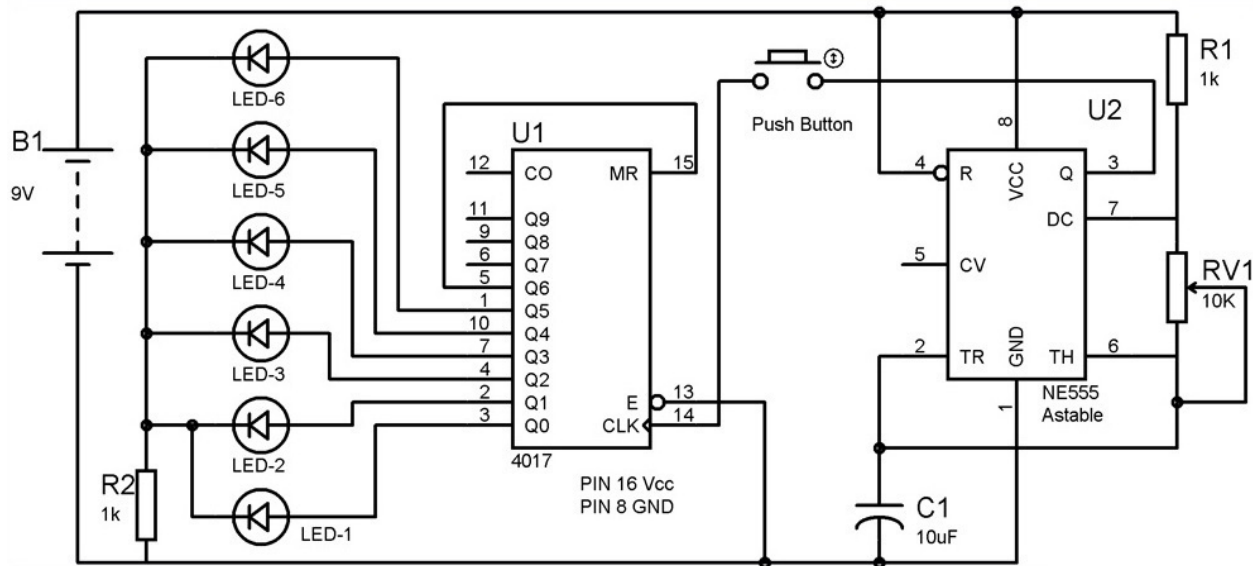 B1
9V
LED-6
LED-5
LED-4
LED-3
LED-2
LED-1
R2
1k
U1
12 CO MR 15
11 Q9
9 Q8
6 Q7
5 Q6
1 Q5
10 Q4
7 Q3
4 Q2
2 Q1 E 13
3 Q0 CLK 14
4017
PIN 16 Vcc
PIN 8 GND
Push Button
U2
8
4 R VCC Q 3
DC 7
5 CV
2 TR GND TH 6
1
NE555
Astable
R1
1k
RV1
10K
C1
10uF